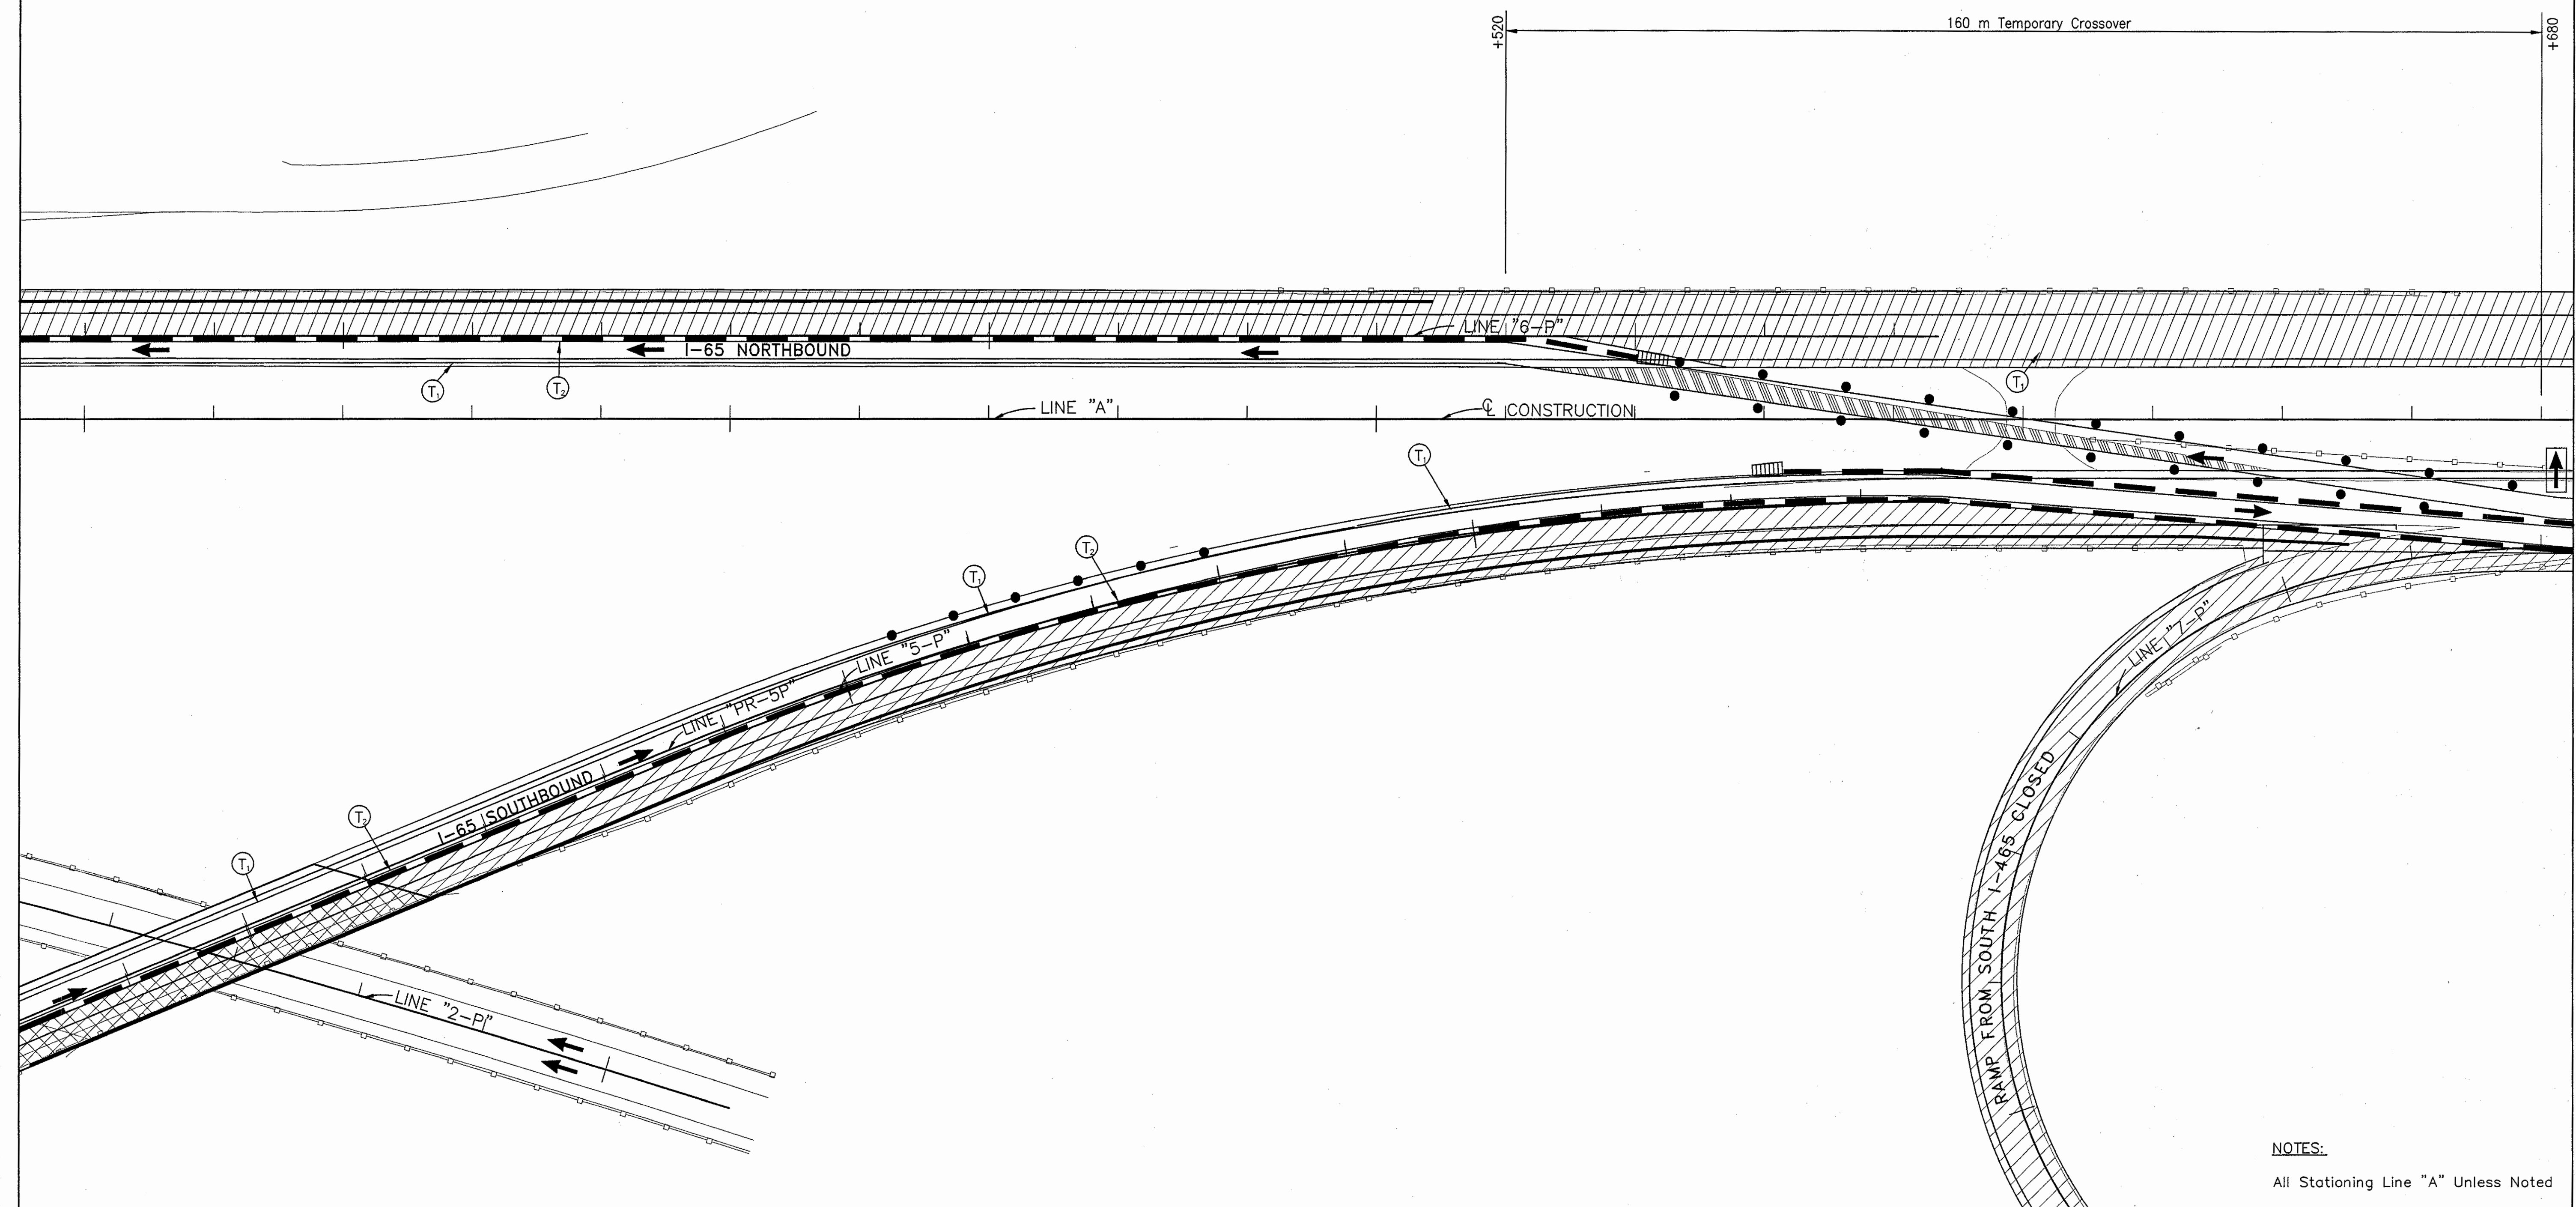 +520
160 m Temporary Crossover
+680
LINE "6-P"
I-65 NORTHBOUND
T1
T2
T1
LINE "A"
℄ CONSTRUCTION
T1
T2
T1
LINE "5-P"
LINE "PR-5P"
LINE "7-P"
I-65 SOUTHBOUND
T2
T1
RAMP FROM SOUTH I-465 CLOSED
LINE "2-P"
NOTES:
All Stationing Line "A" Unless Noted